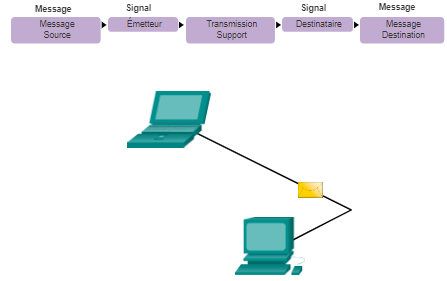 Message
Signal
Signal
Message
Message
Source
Émetteur
Transmission
Support
Destinataire
Message
Destination